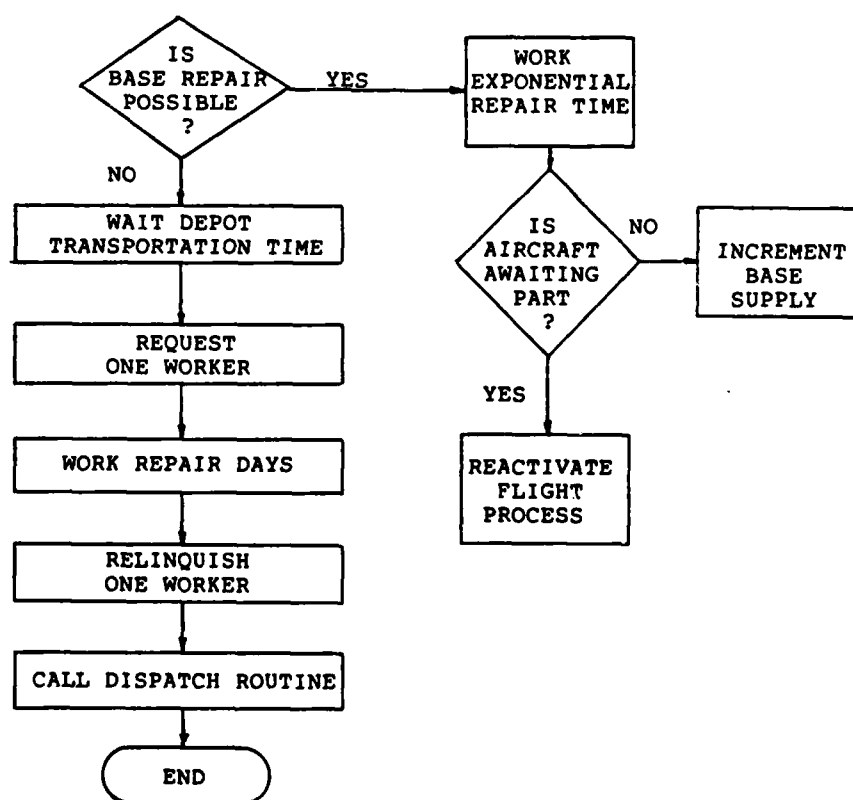 IS
BASE REPAIR
POSSIBLE
?
YES
NO
WORK
EXPONENTIAL
REPAIR TIME
WAIT DEPOT
TRANSPORTATION TIME
IS
AIRCRAFT
AWAITING
PART
?
NO
INCREMENT
BASE
SUPPLY
REQUEST
ONE WORKER
YES
WORK REPAIR DAYS
REACTIVATE
FLIGHT
PROCESS
RELINQUISH
ONE WORKER
CALL DISPATCH ROUTINE
END